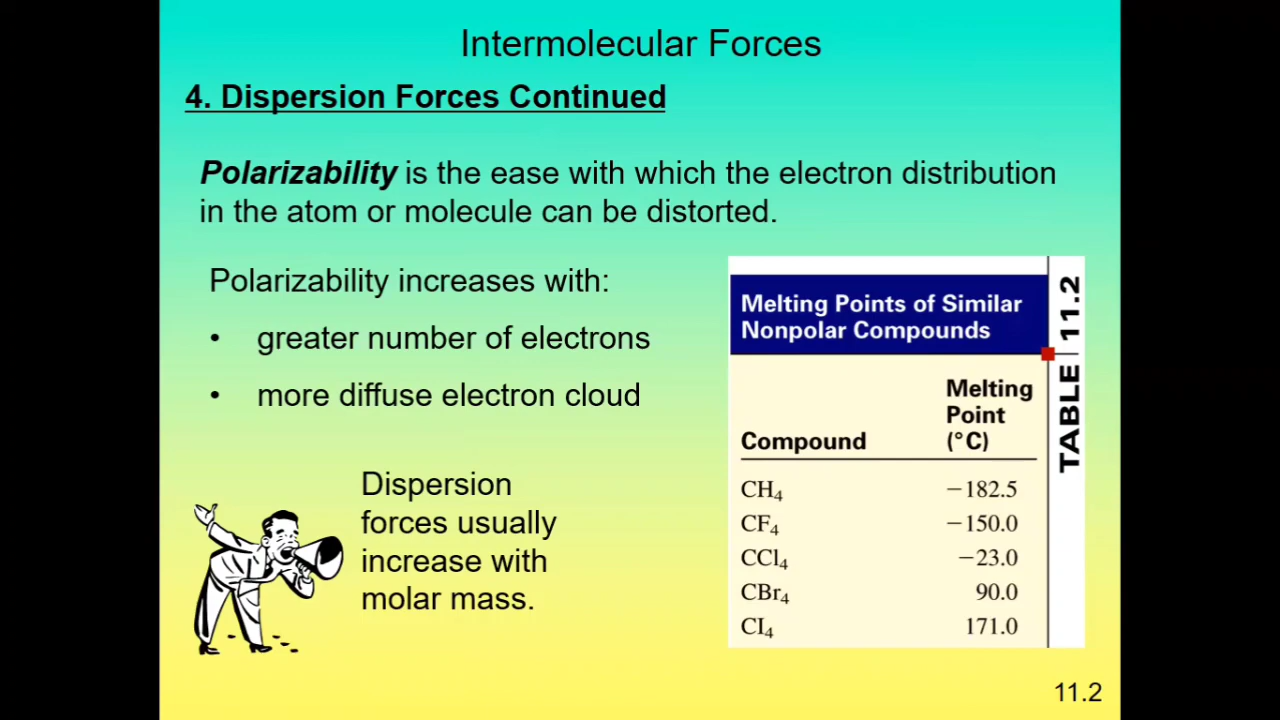 Intermolecular Forces
4. Dispersion Forces Continued
Polarizability is the ease with which the electron distribution
in the atom or molecule can be distorted.
Polarizability increases with:
• greater number of electrons
• more diffuse electron cloud
Dispersion
forces usually
increase with
molar mass.
TABLE 11.2
Melting Points of Similar
Nonpolar Compounds
Melting
Point
Compound (°C)
CH₄ −182.5
CF₄ −150.0
CCl₄ −23.0
CBr₄ 90.0
CI₄ 171.0
11.2